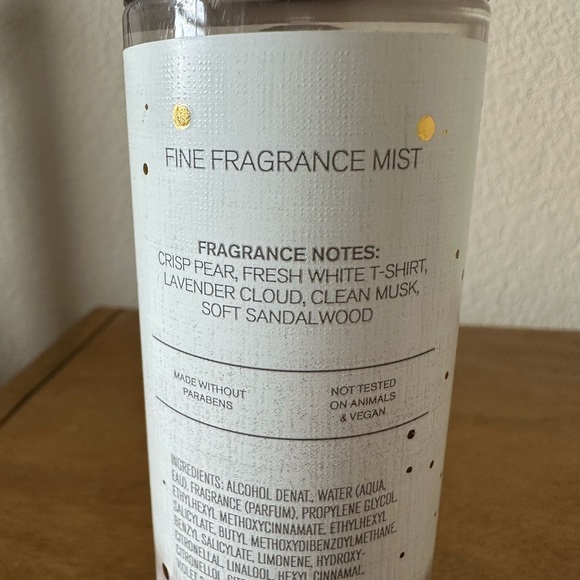 FINE FRAGRANCE MIST
FRAGRANCE NOTES:
CRISP PEAR, FRESH WHITE T-SHIRT,
LAVENDER CLOUD, CLEAN MUSK,
SOFT SANDALWOOD
MADE WITHOUT
PARABENS
NOT TESTED
ON ANIMALS
& VEGAN
INGREDIENTS: ALCOHOL DENAT., WATER (AQUA,
EAU), FRAGRANCE (PARFUM), PROPYLENE GLYCOL,
ETHYLHEXYL METHOXYCINNAMATE, ETHYLHEXYL
SALICYLATE, BUTYL METHOXYDIBENZOYLMETHANE,
BENZYL SALICYLATE, LIMONENE, HYDROXY-
CITRONELLAL, LINALOOL, HEXYL CINNAMAL,
CITRONELLOL,
VIOLET